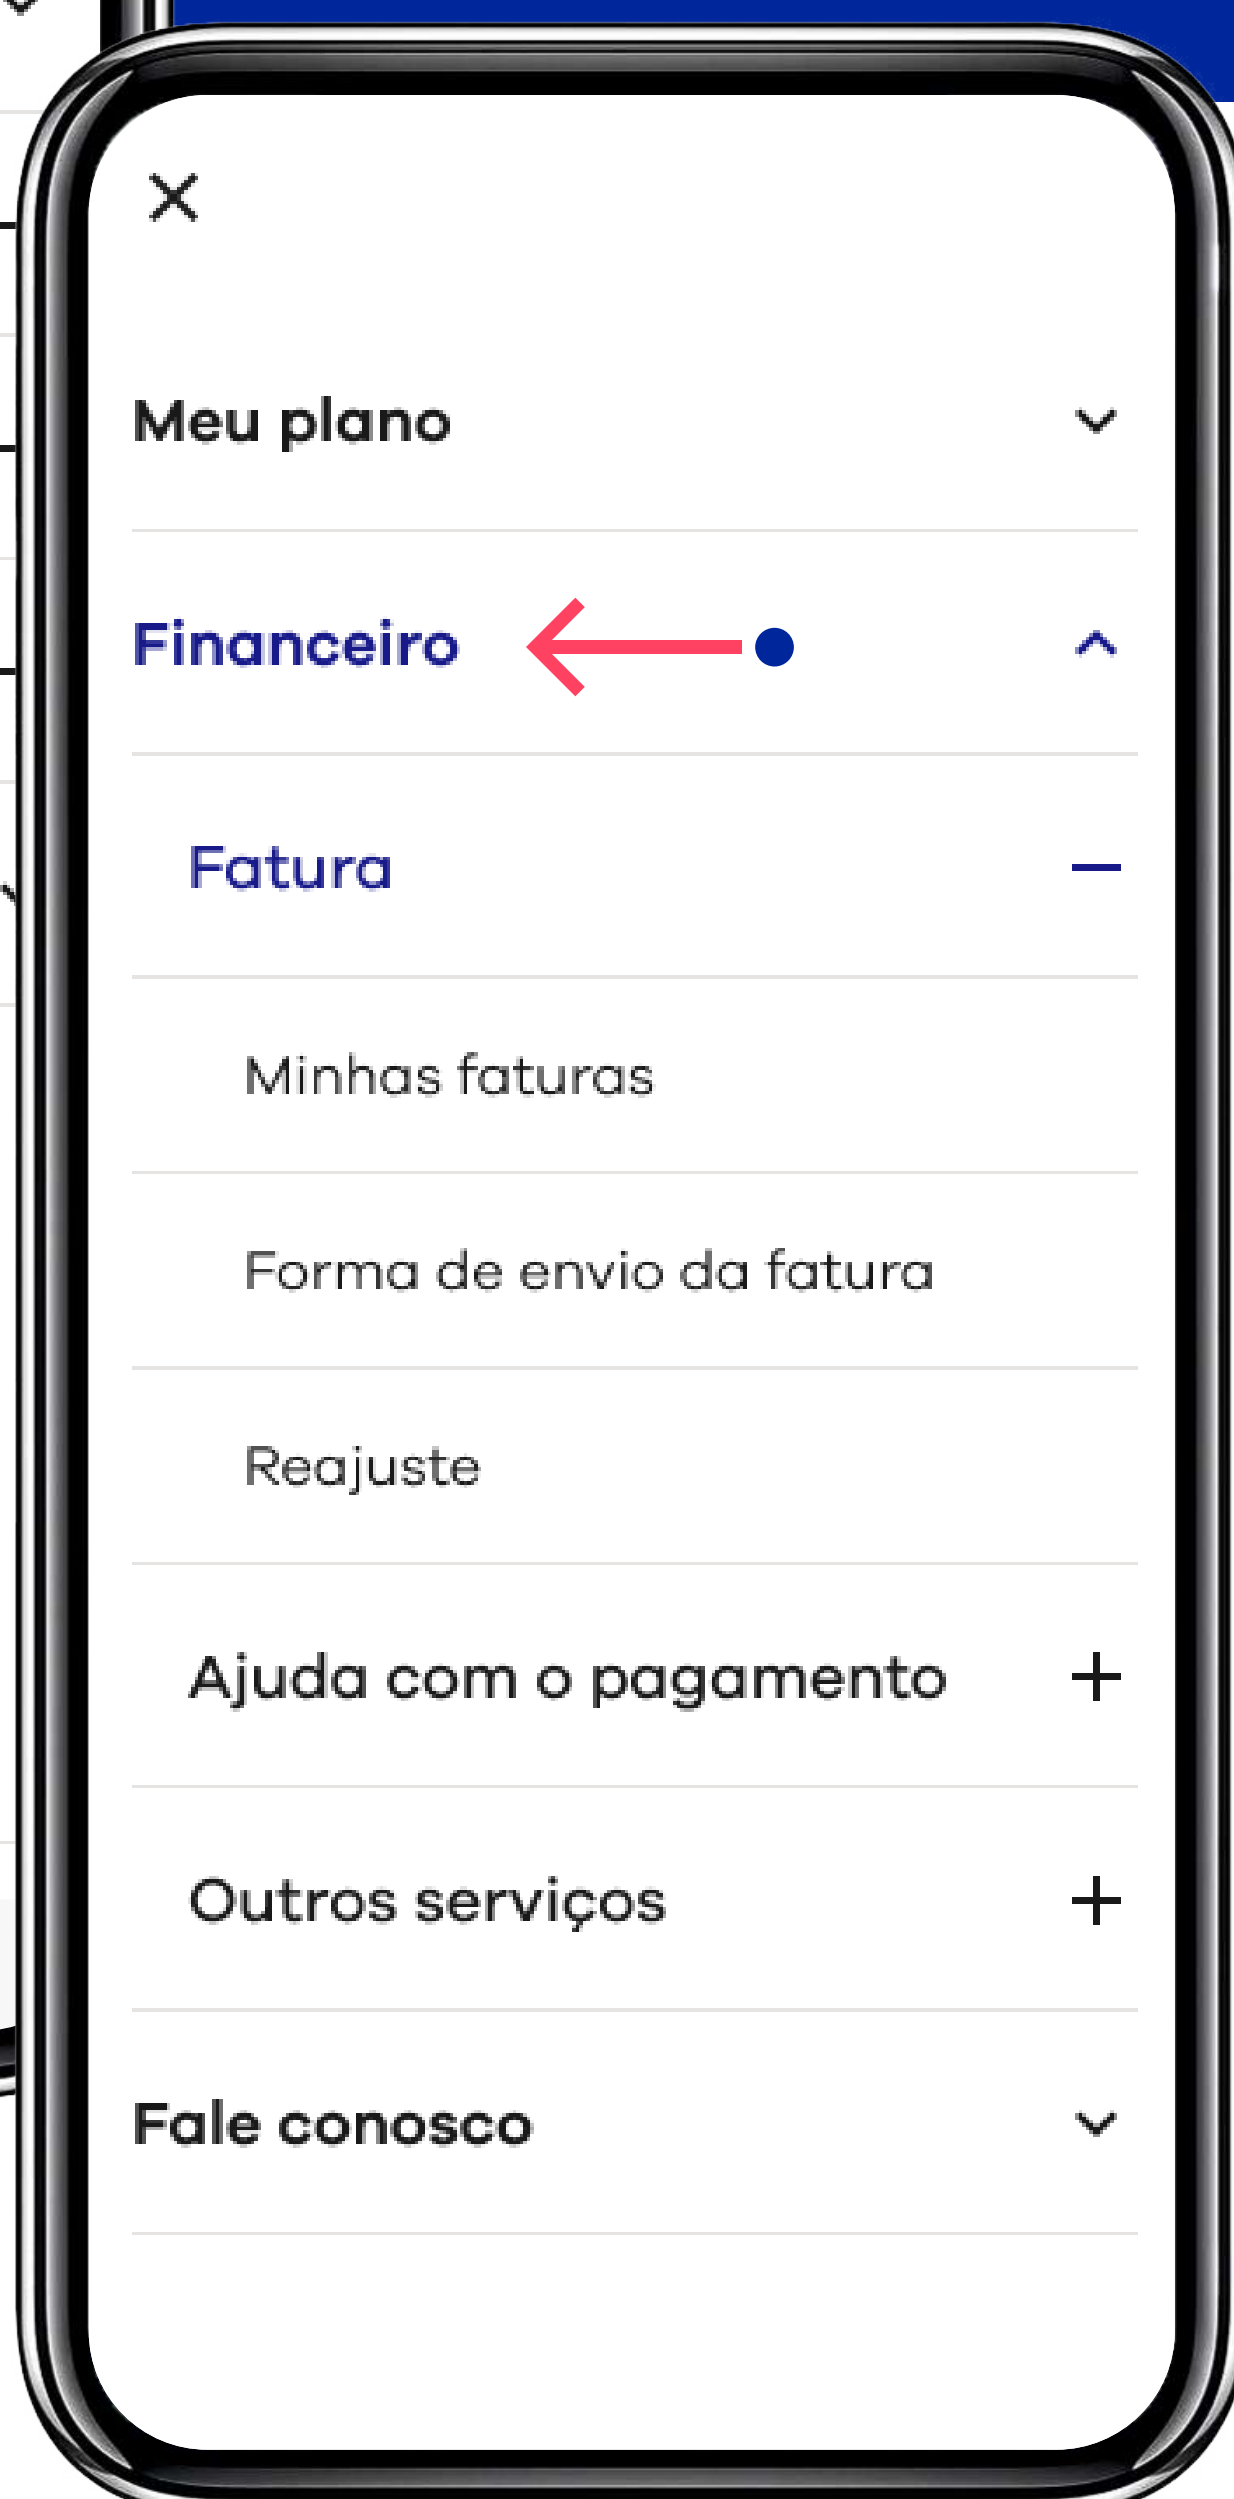 Meu plano
Financeiro
Fatura
Minhas faturas
Forma de envio da fatura
Reajuste
Ajuda com o pagamento
Outros serviços
Fale conosco